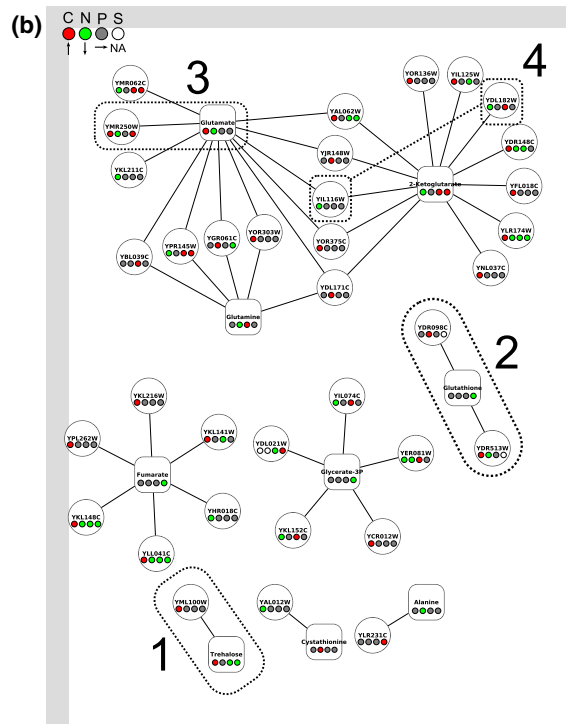 (b)
C N P S
NA
3
4
YMR062C
YOR136W
YIL125W
YDL182W
YMR250W
Glutamate
YAL062W
YDR148C
YKL211C
YJR148W
2-Ketoglutarate
YFL018C
YIL116W
YBL039C
YPR145W
YGR061C
YOR303W
YOR375C
YLR174W
YNL037C
YDL171C
Glutamine
YDR098C
2
Glutathione
YKL216W
YIL074C
YPL262W
YKL141W
YDL021W
YER081W
YDR513W
Fumarate
Glycerate-3P
YKL148C
YHR018C
YKL152C
YCR012W
YLL041C
YML100W
YAL012W
Alanine
1
YLR231C
Trehalose
Cystathionine